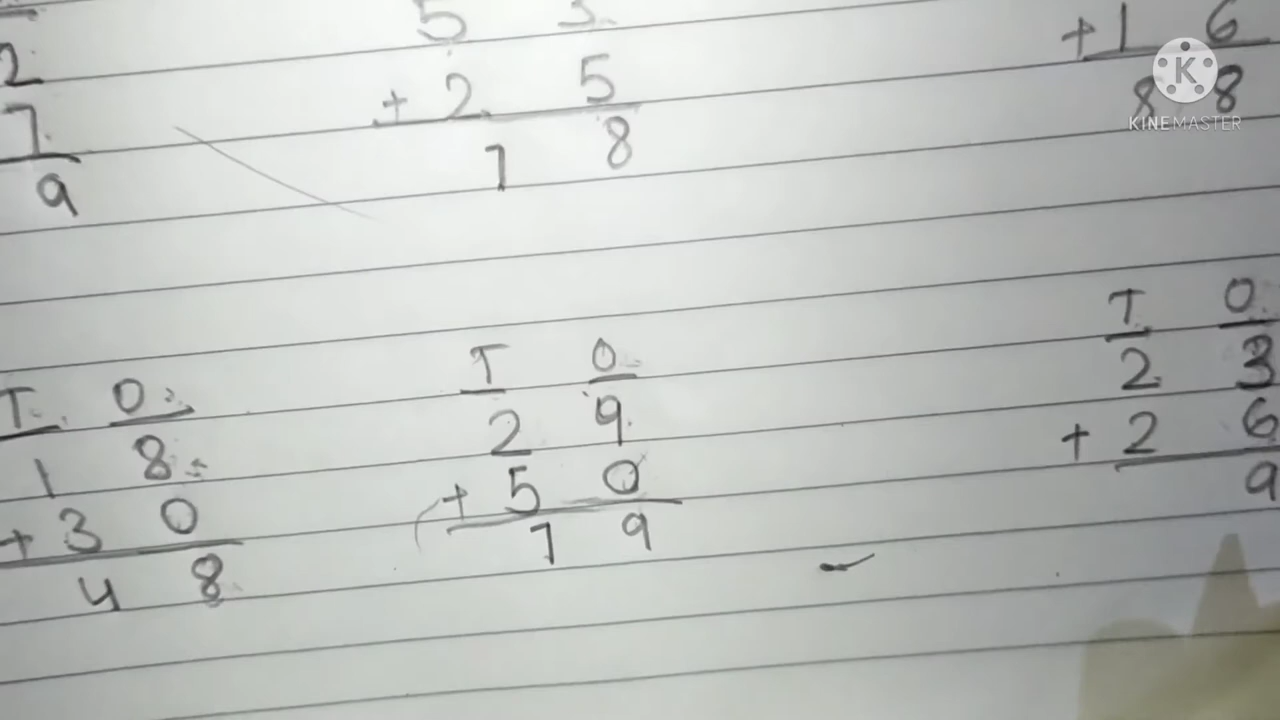 2
7
9
5 3
+ 2 5
7 8
+ 1 6
8 8
KINEMASTER
T O
1 8
+ 3 0
4 8
T O
2 9
+ 5 0
7 9
T O
2 3
+ 2 6
9